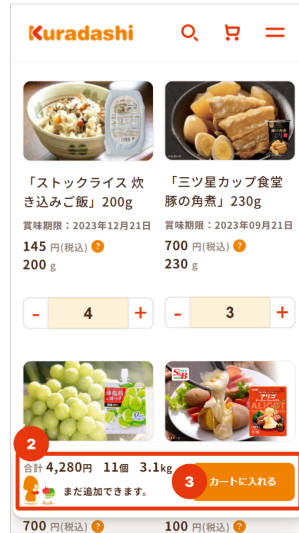 Kuradashi
「ストックライス 炊き込みご飯」200g
賞味期限：2023年12月21日
145 円(税込) ?
200 g
- 4 +
「三ツ星カップ食堂 豚の角煮」230g
賞味期限：2023年09月21日
700 円(税込) ?
230 g
- 3 +
S&B
アリゴ
ALIGOT
2
合計 4,280円 11個 3.1kg
まだ追加できます。
3
カートに入れる
700 円(税込) ?
100 円(税込) ?